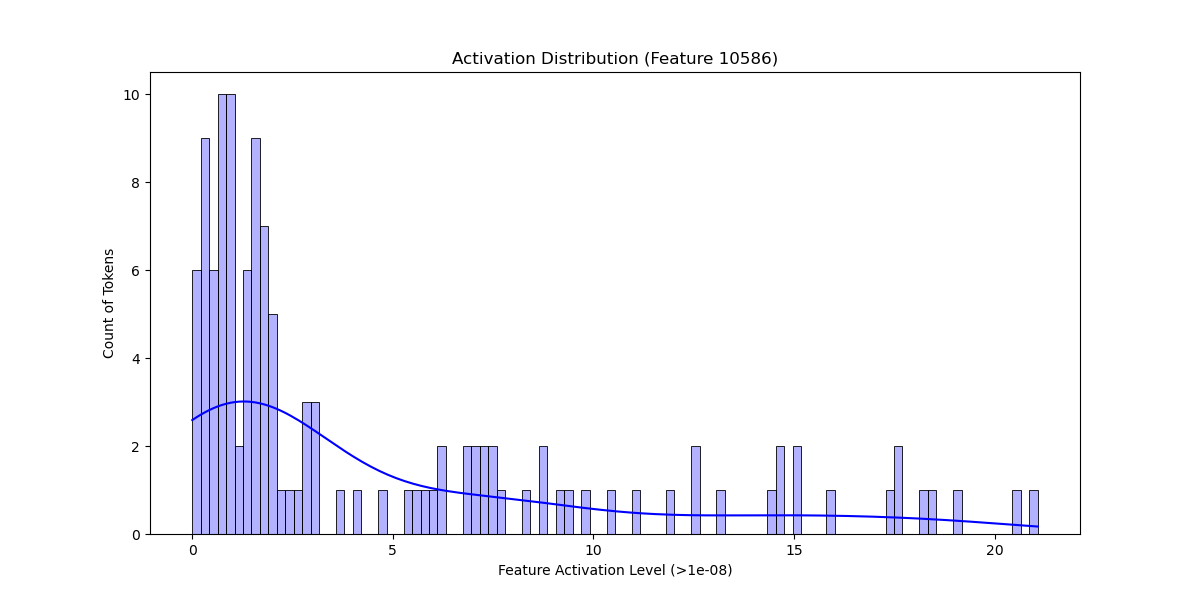 Activation Distribution (Feature 10586)
10
8
6
4
2
0
Count of Tokens
0 5 10 15 20
Feature Activation Level (>1e-08)